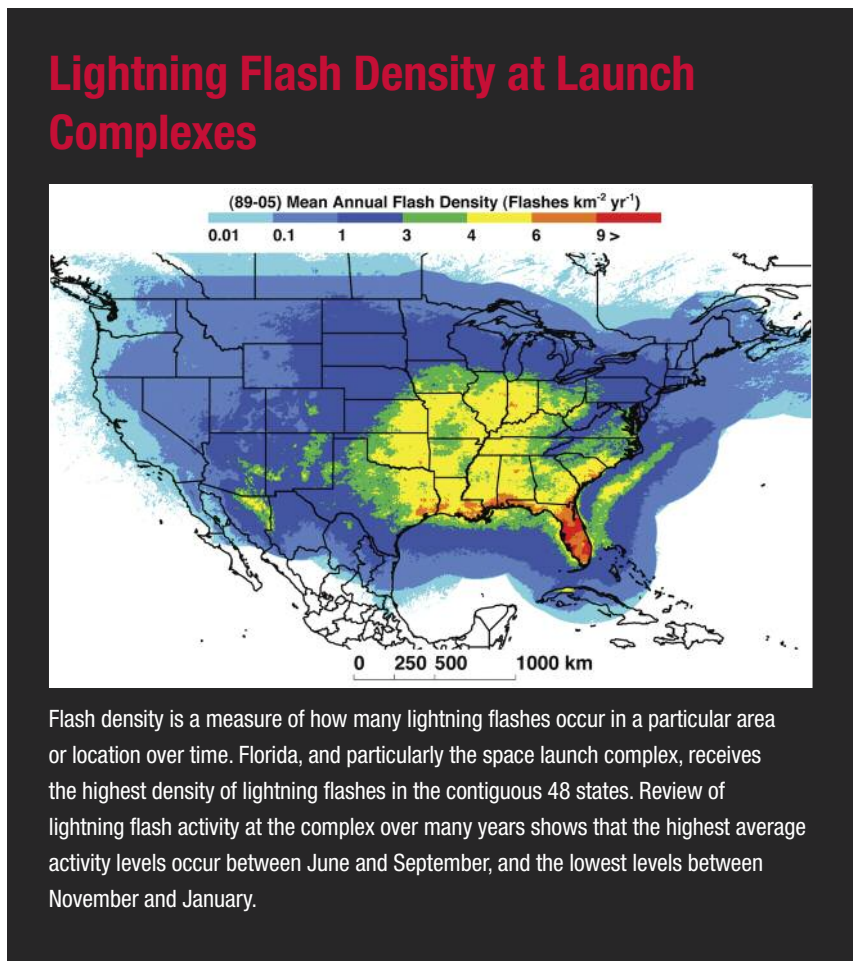 Lightning Flash Density at Launch
Complexes
(89-05) Mean Annual Flash Density (Flashes km⁻² yr⁻¹)
0.01 0.1 1 3 4 6 9 >
0 250 500 1000 km
Flash density is a measure of how many lightning flashes occur in a particular area
or location over time. Florida, and particularly the space launch complex, receives
the highest density of lightning flashes in the contiguous 48 states. Review of
lightning flash activity at the complex over many years shows that the highest average
activity levels occur between June and September, and the lowest levels between
November and January.